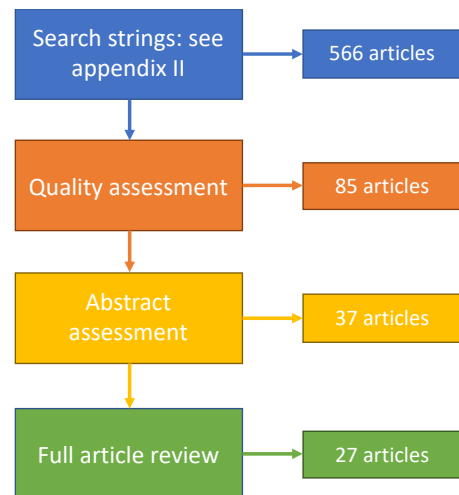 Search strings: see
appendix II
566 articles
Quality assessment
85 articles
Abstract
assessment
37 articles
Full article review
27 articles